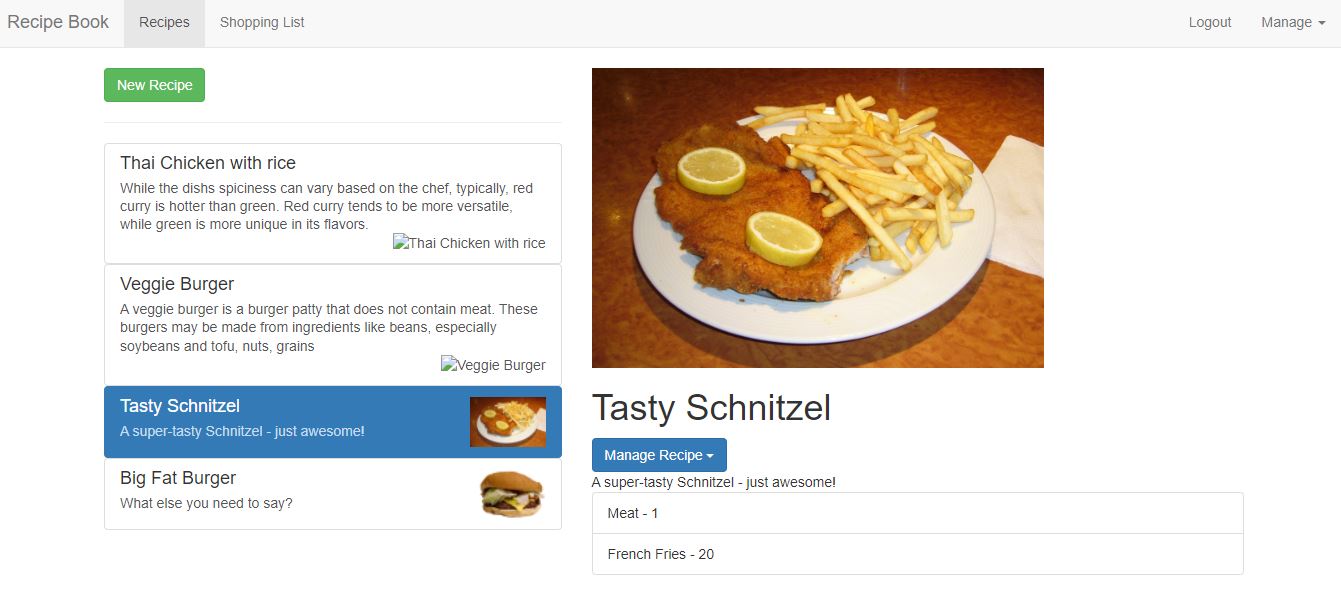 Recipe Book
Recipes
Shopping List
Logout
Manage
New Recipe
Thai Chicken with rice
While the dishs spiciness can vary based on the chef, typically, red
curry is hotter than green. Red curry tends to be more versatile,
while green is more unique in its flavors.
Thai Chicken with rice
Veggie Burger
A veggie burger is a burger patty that does not contain meat. These
burgers may be made from ingredients like beans, especially
soybeans and tofu, nuts, grains
Veggie Burger
Tasty Schnitzel
A super-tasty Schnitzel - just awesome!
Big Fat Burger
What else you need to say?
Tasty Schnitzel
Manage Recipe
A super-tasty Schnitzel - just awesome!
Meat - 1
French Fries - 20